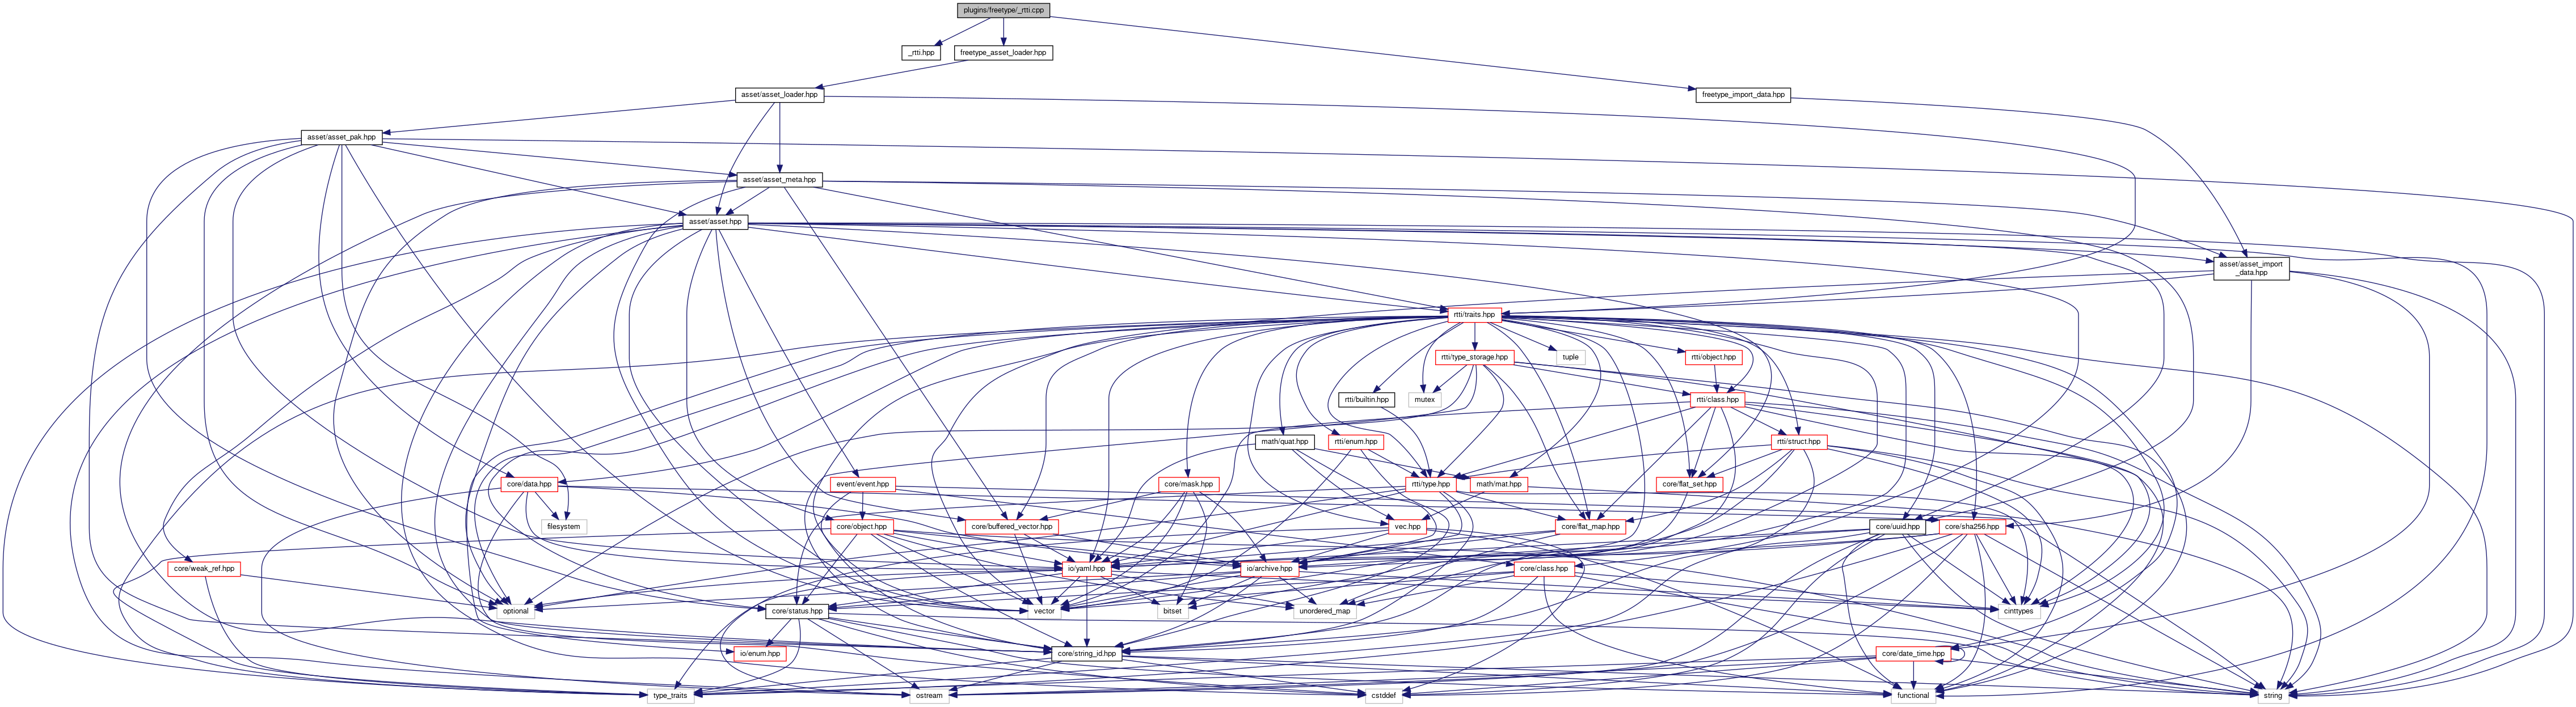 plugins/freetype/_rtti.cpp
_rtti.hpp
freetype_asset_loader.hpp
asset/asset_loader.hpp
freetype_import_data.hpp
asset/asset_pak.hpp
asset/asset_meta.hpp
asset/asset.hpp
asset/asset_import
_data.hpp
rtti/traits.hpp
rtti/type_storage.hpp
tuple
rtti/object.hpp
rtti/builtin.hpp
mutex
rtti/class.hpp
math/quat.hpp
rtti/enum.hpp
rtti/struct.hpp
core/data.hpp
event/event.hpp
core/mask.hpp
rtti/type.hpp
math/mat.hpp
core/flat_set.hpp
filesystem
core/object.hpp
core/buffered_vector.hpp
vec.hpp
core/flat_map.hpp
core/uuid.hpp
core/sha256.hpp
core/weak_ref.hpp
io/yaml.hpp
io/archive.hpp
core/class.hpp
optional
core/status.hpp
vector
bitset
unordered_map
cinttypes
io/enum.hpp
core/string_id.hpp
core/date_time.hpp
type_traits
ostream
cstddef
functional
string